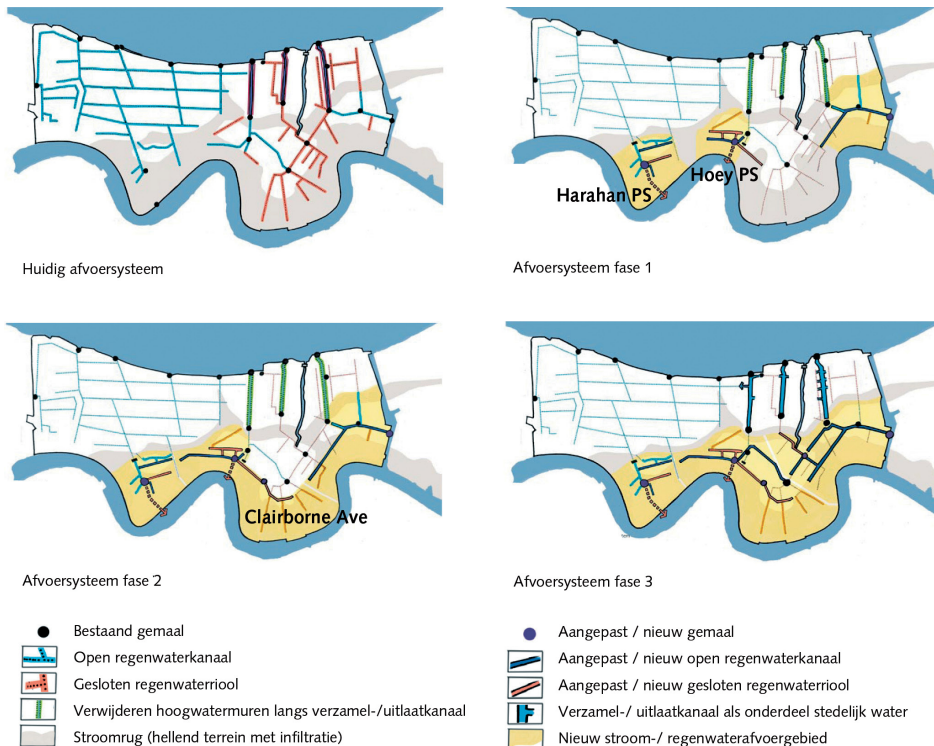 Harahan PS
Hoey PS
Huidig afvoersysteem
Afvoersysteem fase 1
Clairborne Ave
Afvoersysteem fase 2
Afvoersysteem fase 3
Bestaand gemaal
Open regenwaterkanaal
Gesloten regenwaterriool
Verwijderen hoogwatermuren langs verzamel-/uitlaatkanaal
Stroomrug (hellend terrein met infiltratie)
Aangepast / nieuw gemaal
Aangepast / nieuw open regenwaterkanaal
Aangepast / nieuw gesloten regenwaterriool
Verzamel-/ uitlaatkanaal als onderdeel stedelijk water
Nieuw stroom-/ regenwaterafvoergebied